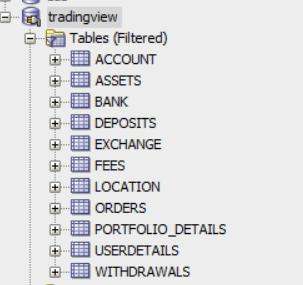 tradingview
Tables (Filtered)
ACCOUNT
ASSETS
BANK
DEPOSITS
EXCHANGE
FEES
LOCATION
ORDERS
PORTFOLIO_DETAILS
USERDETAILS
WITHDRAWALS